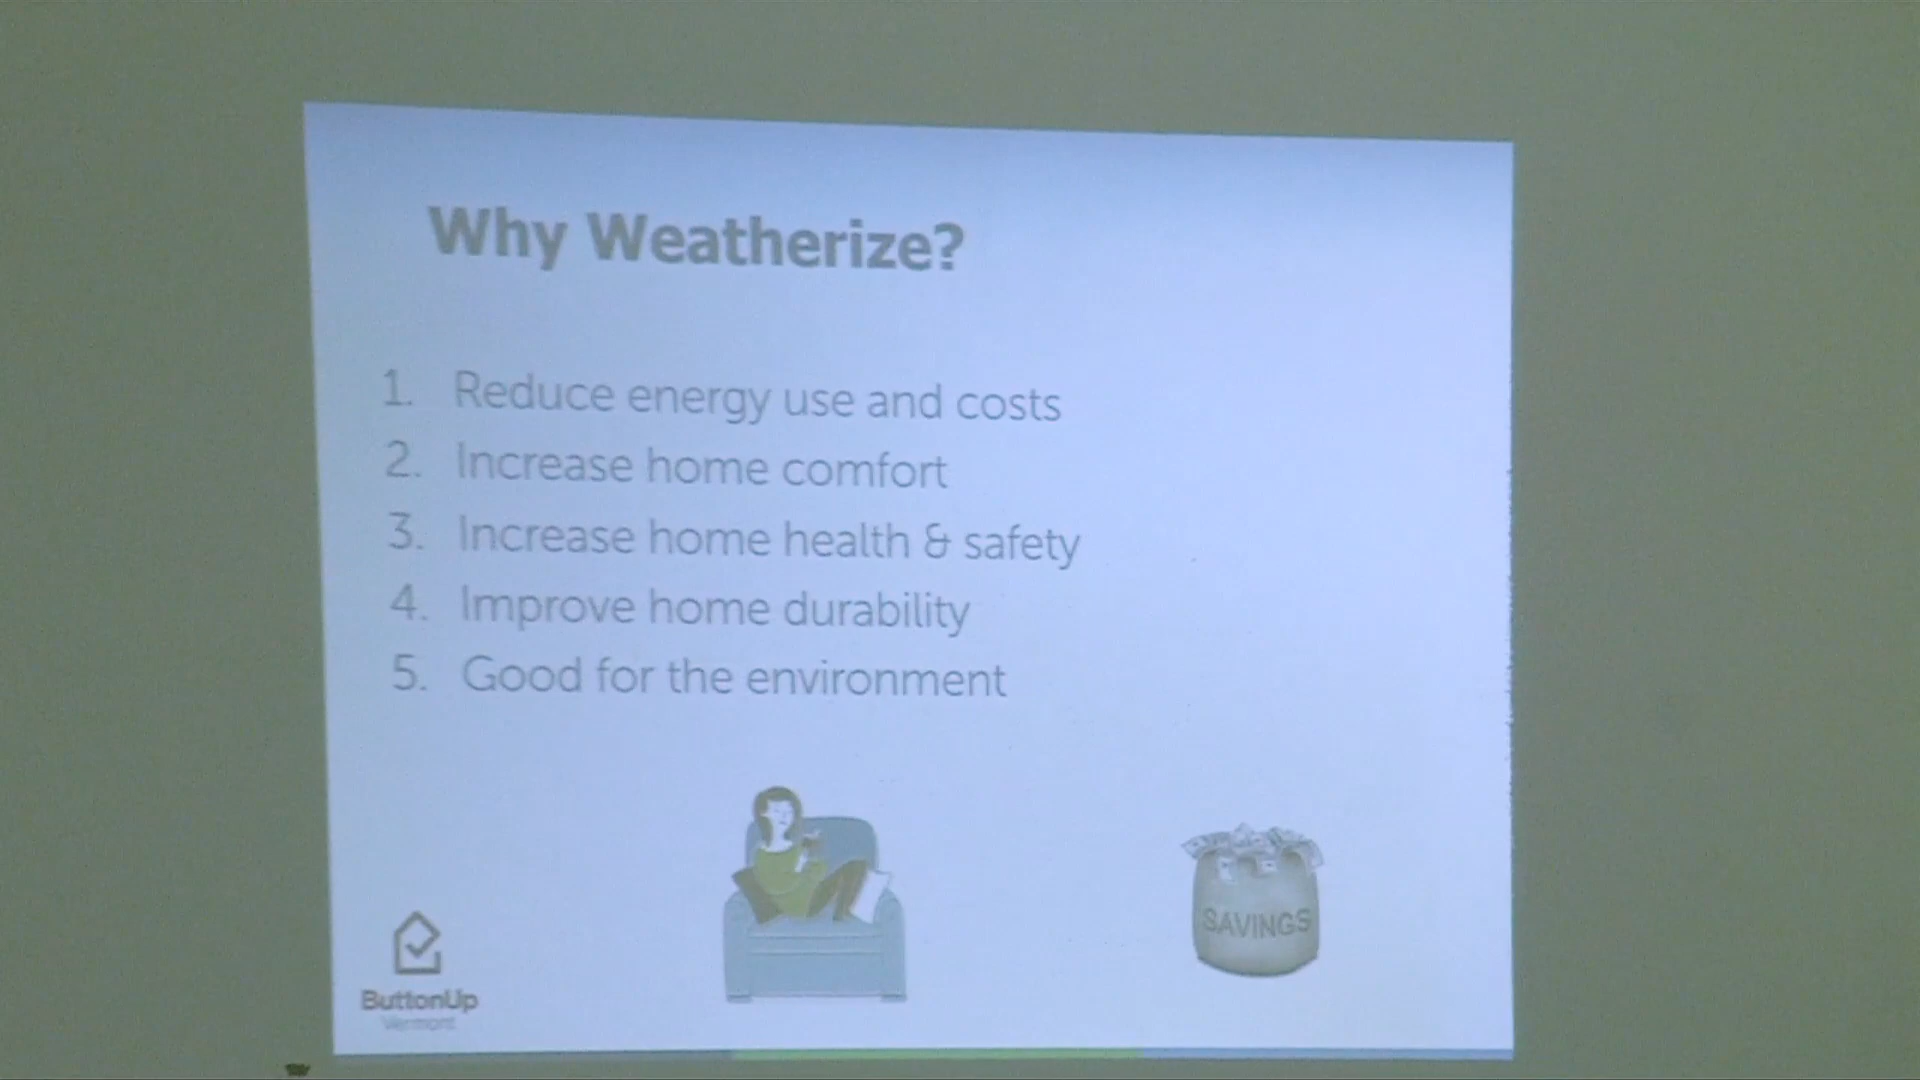 Why Weatherize?
1. Reduce energy use and costs
2. Increase home comfort
3. Increase home health & safety
4. Improve home durability
5. Good for the environment
SAVINGS
ButtonUp
Vermont